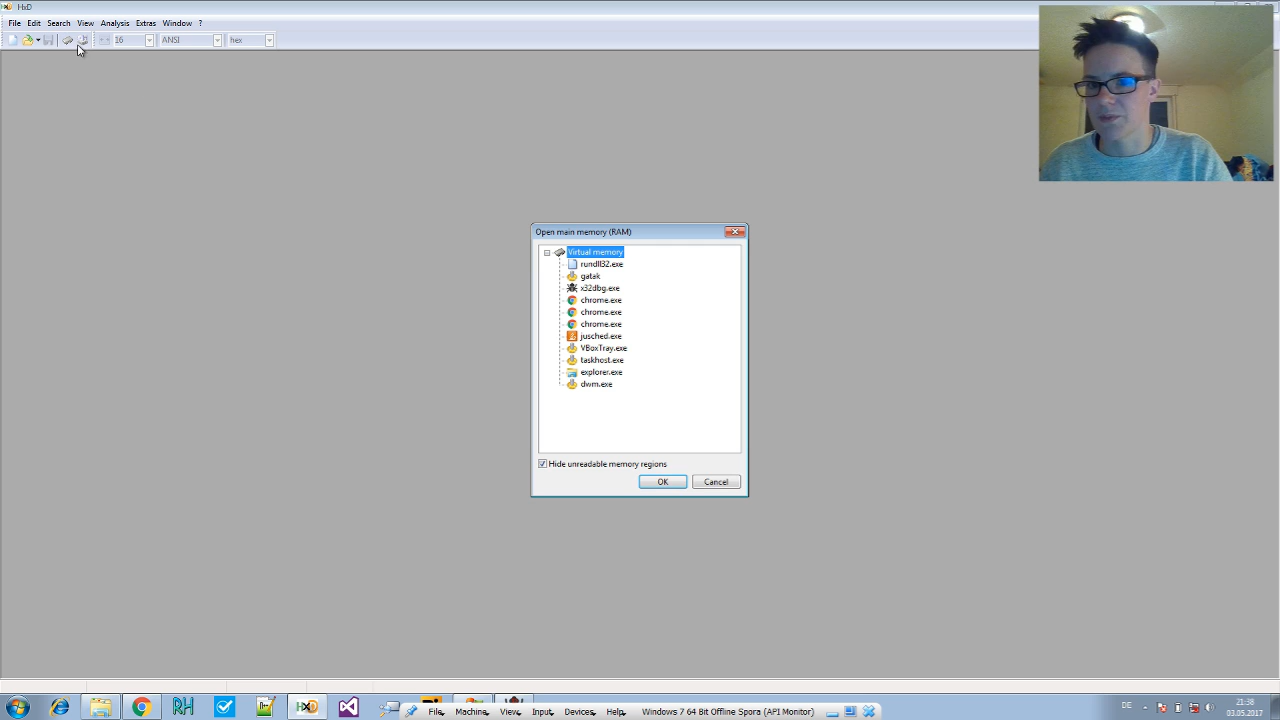 HxD
File Edit Search View Analysis Extras Window ?
16 ANSI hex
Open main memory (RAM)
Virtual memory
rundll32.exe
gatak
x32dbg.exe
chrome.exe
chrome.exe
chrome.exe
jusched.exe
VBoxTray.exe
taskhost.exe
explorer.exe
dwm.exe
Hide unreadable memory regions
OK Cancel
RH HxD File Machine View Input Devices Help Windows 7 64 Bit Offline Spora (API Monitor) DE 21:38
03.05.2017